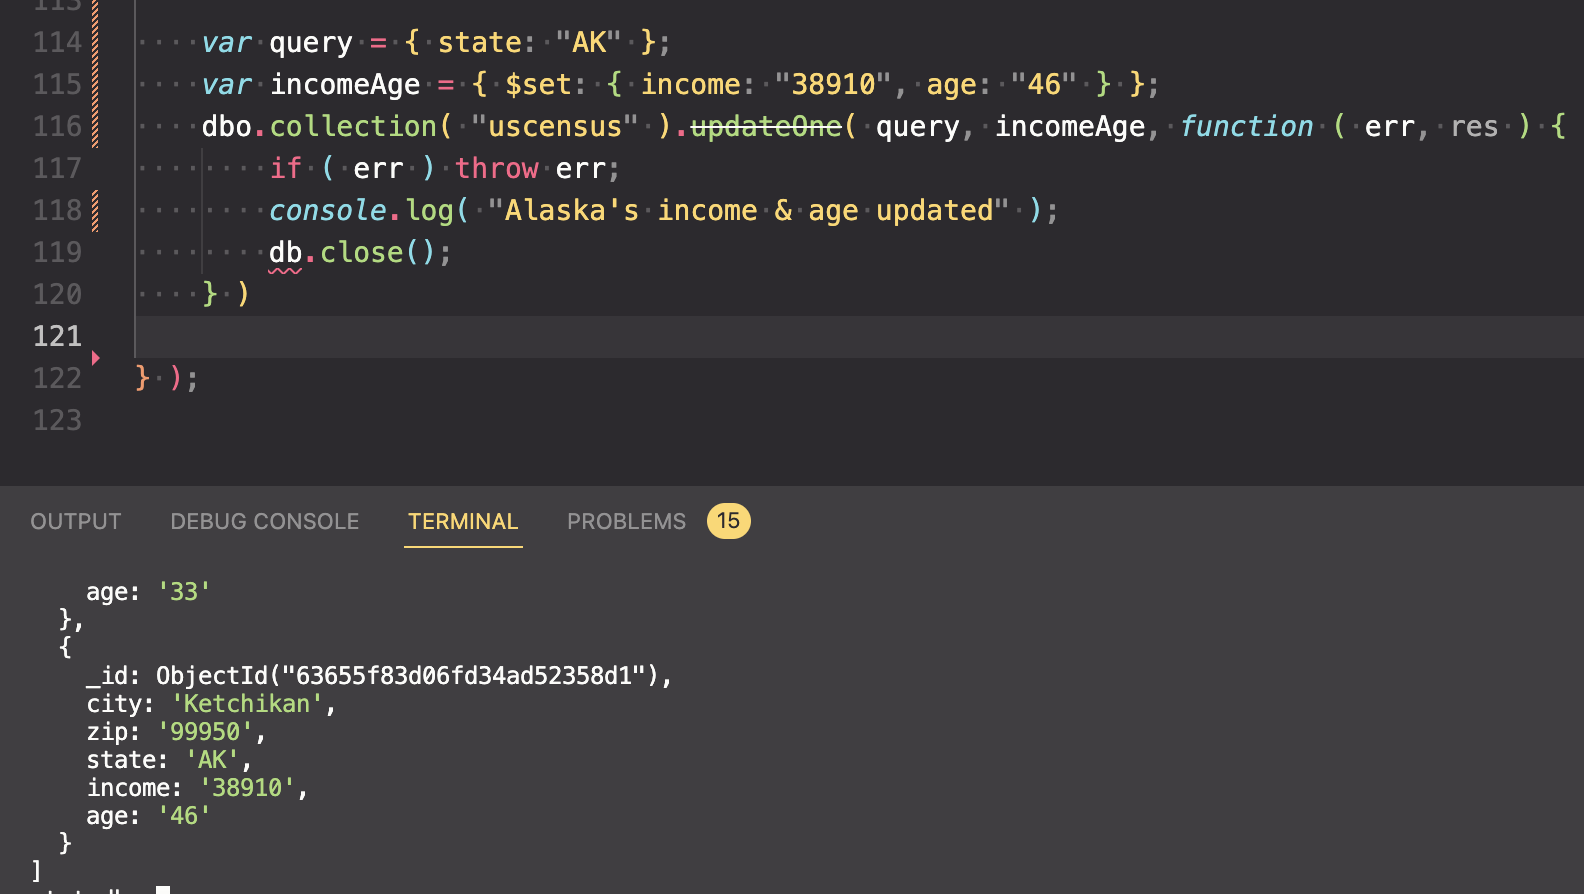 113
114 var query = { state: "AK" };
115 var incomeAge = { $set: { income: "38910", age: "46" } };
116 dbo.collection( "uscensus" ).updateOne( query, incomeAge, function ( err, res ) {
117 if ( err ) throw err;
118 console.log( "Alaska's income & age updated" );
119 db.close();
120 } )
121
122 } );
123
OUTPUT DEBUG CONSOLE TERMINAL PROBLEMS 15
age: '33'
},
{
_id: ObjectId("63655f83d06fd34ad52358d1"),
city: 'Ketchikan',
zip: '99950',
state: 'AK',
income: '38910',
age: '46'
}
]